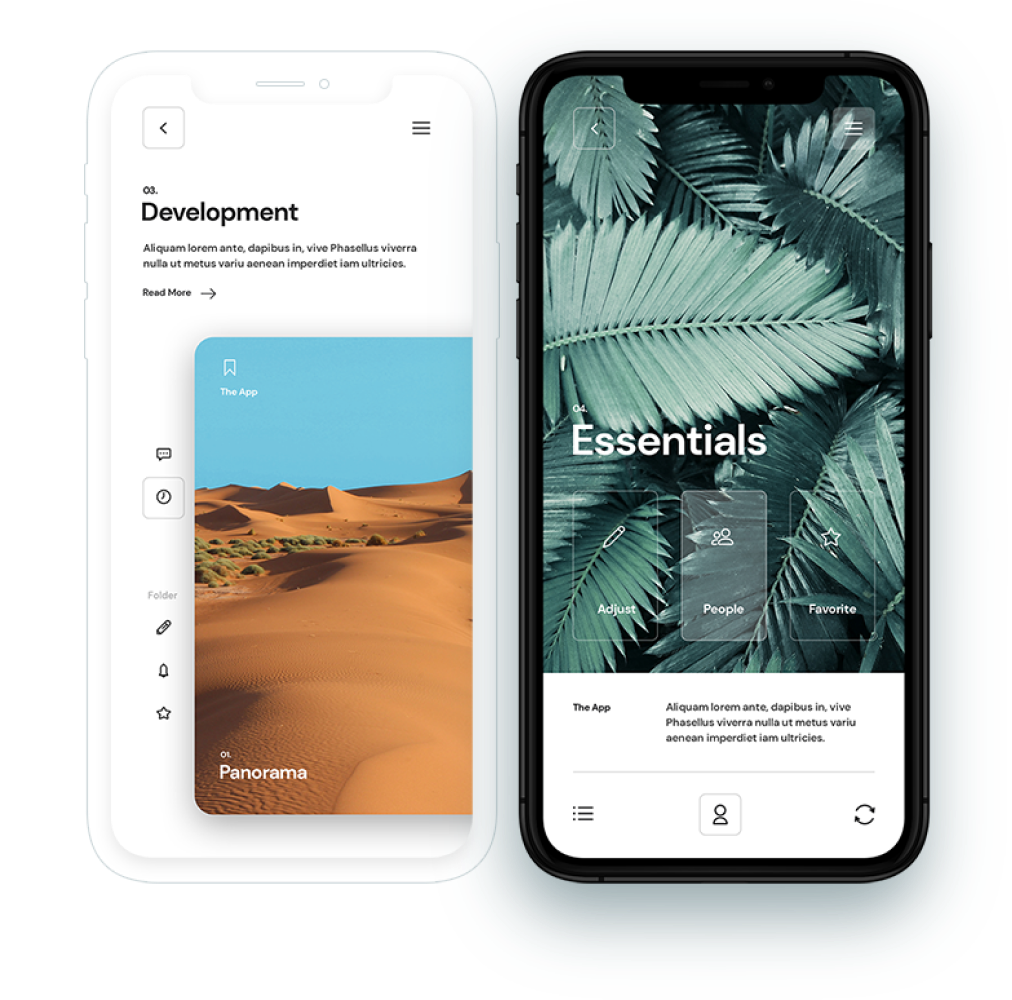 03.
Development
Aliquam lorem ante, dapibus in, vive Phasellus viverra
nulla ut metus variu aenean imperdiet iam ultricies.
Read More
The App
Folder
01.
Panorama
04.
Essentials
Adjust
People
Favorite
The App
Aliquam lorem ante, dapibus in, vive
Phasellus viverra nulla ut metus variu
aenean imperdiet iam ultricies.